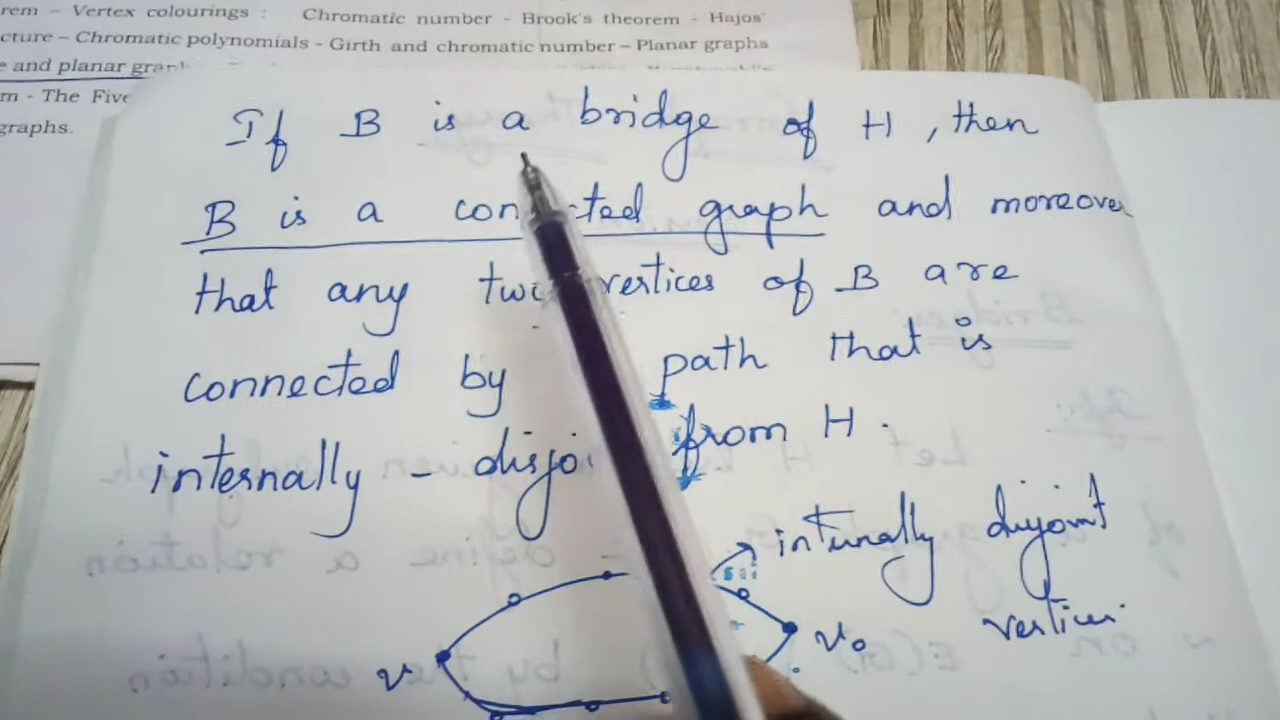 rem – Vertex colourings : Chromatic number - Brook's theorem - Hajos'
cture – Chromatic polynomials - Girth and chromatic number – Planar graphs
e and planar grap
m - The Five
graphs.
If B is a bridge of H , then
B is a con cted graph and moreover
that any two vertices of B are
connected by path that is
internally - disjoi from H .
internally disjoint
vertices.
v
v₀